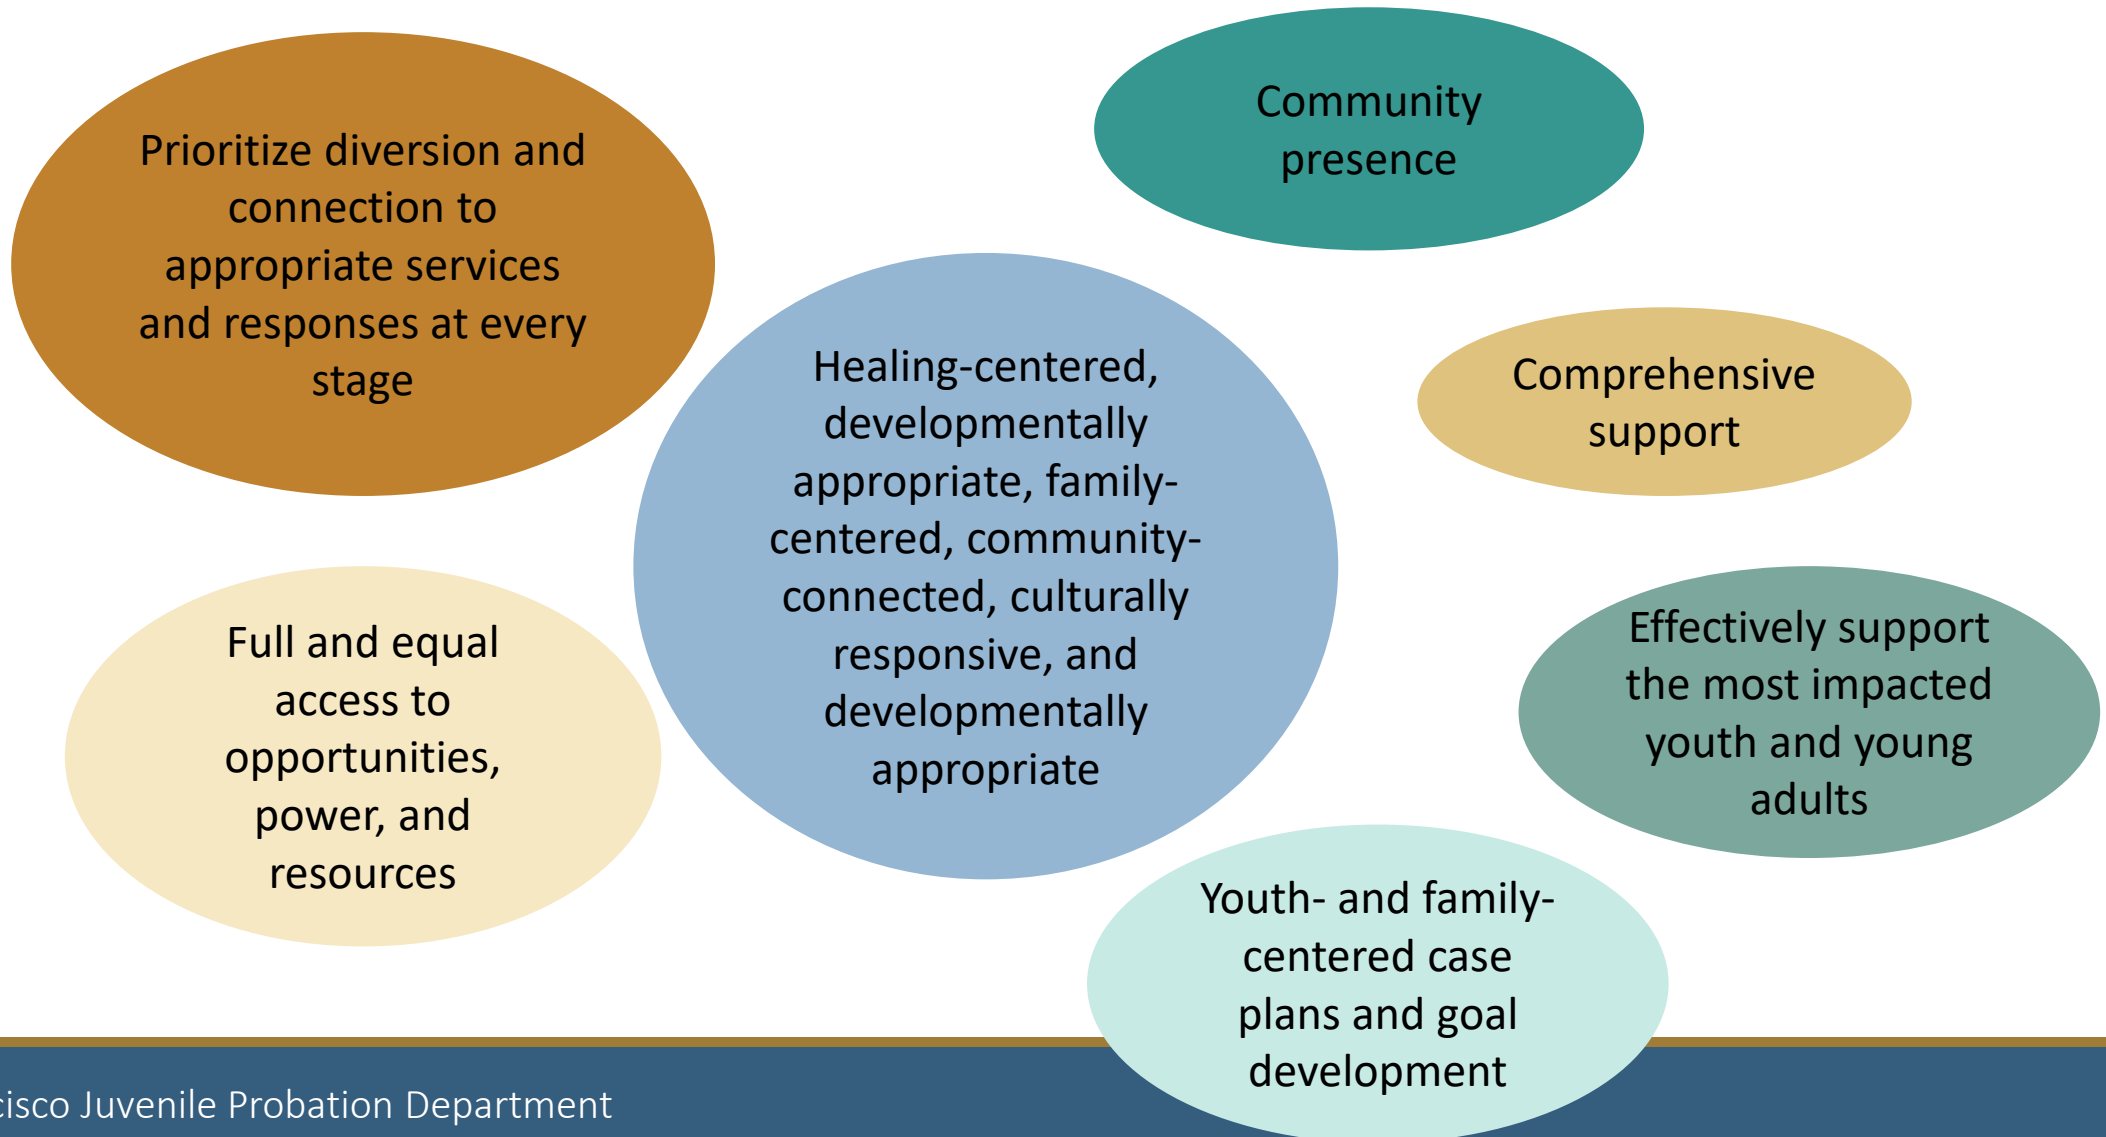 Prioritize diversion and
connection to
appropriate services
and responses at every
stage
Community
presence
Healing-centered,
developmentally
appropriate, family-
centered, community-
connected, culturally
responsive, and
developmentally
appropriate
Comprehensive
support
Full and equal
access to
opportunities,
power, and
resources
Effectively support
the most impacted
youth and young
adults
Youth- and family-
centered case
plans and goal
development
cisco Juvenile Probation Department